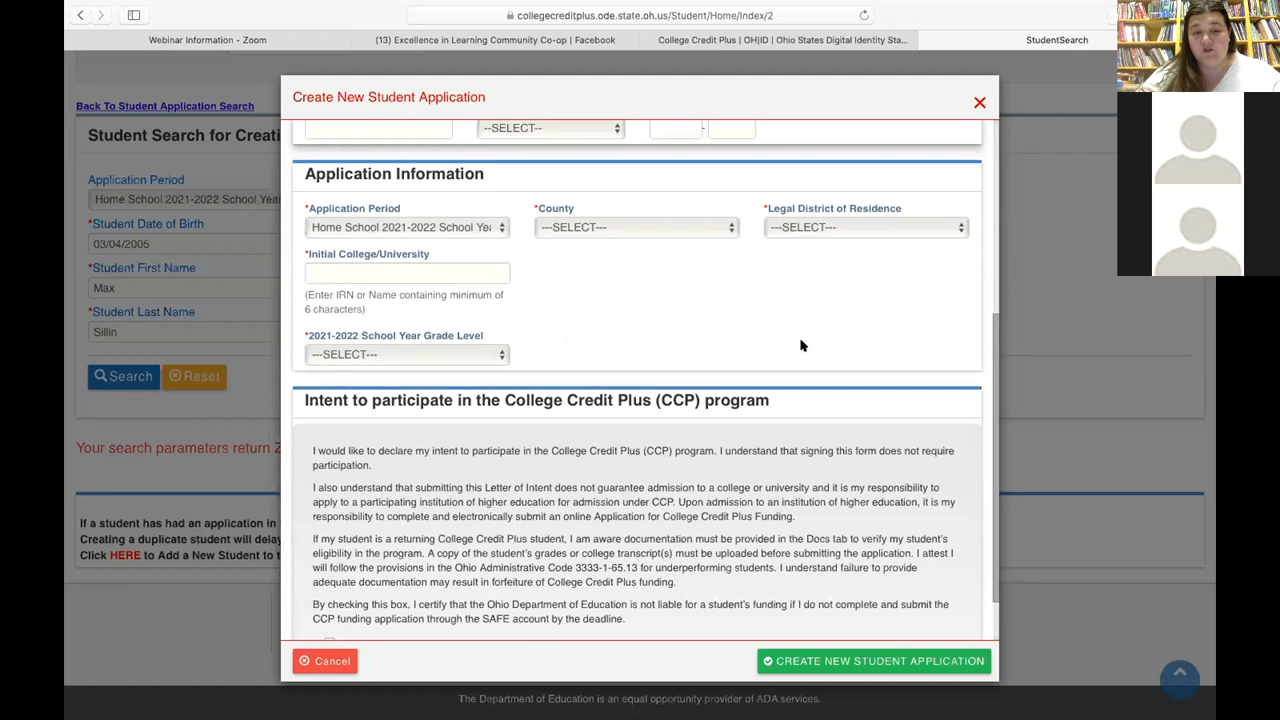 collegecreditplus.ode.state.oh.us/Student/Home/Index/2
Webinar Information - Zoom
(13) Excellence in Learning Community Co-op | Facebook
College Credit Plus | OH|ID | Ohio States Digital Identity Sta...
StudentSearch
Create New Student Application
Back To Student Application Search
Student Search for Creati
Application Period
Home School 2021-2022 School Year
*Student Date of Birth
03/04/2005
*Student First Name
Max
*Student Last Name
Sillin
Search
Reset
Your search parameters return Z
If a student has had an application in
Creating a duplicate student will delay
Click HERE to Add a New Student to t
--SELECT--
-
Application Information
*Application Period
*County
*Legal District of Residence
Home School 2021-2022 School Yea
---SELECT---
---SELECT---
*Initial College/University
(Enter IRN or Name containing minimum of
6 characters)
*2021-2022 School Year Grade Level
---SELECT---
Intent to participate in the College Credit Plus (CCP) program
I would like to declare my intent to participate in the College Credit Plus (CCP) program. I understand that signing this form does not require
participation.
I also understand that submitting this Letter of Intent does not guarantee admission to a college or university and it is my responsibility to
apply to a participating institution of higher education for admission under CCP. Upon admission to an institution of higher education, it is my
responsibility to complete and electronically submit an online Application for College Credit Plus Funding.
If my student is a returning College Credit Plus student, I am aware documentation must be provided in the Docs tab to verify my student's
eligibility in the program. A copy of the student's grades or college transcript(s) must be uploaded before submitting the application. I attest I
will follow the provisions in the Ohio Administrative Code 3333-1-65.13 for underperforming students. I understand failure to provide
adequate documentation may result in forfeiture of College Credit Plus funding.
By checking this box, I certify that the Ohio Department of Education is not liable for a student's funding if I do not complete and submit the
CCP funding application through the SAFE account by the deadline.
Cancel
CREATE NEW STUDENT APPLICATION
The Department of Education is an equal opportunity provider of ADA services.